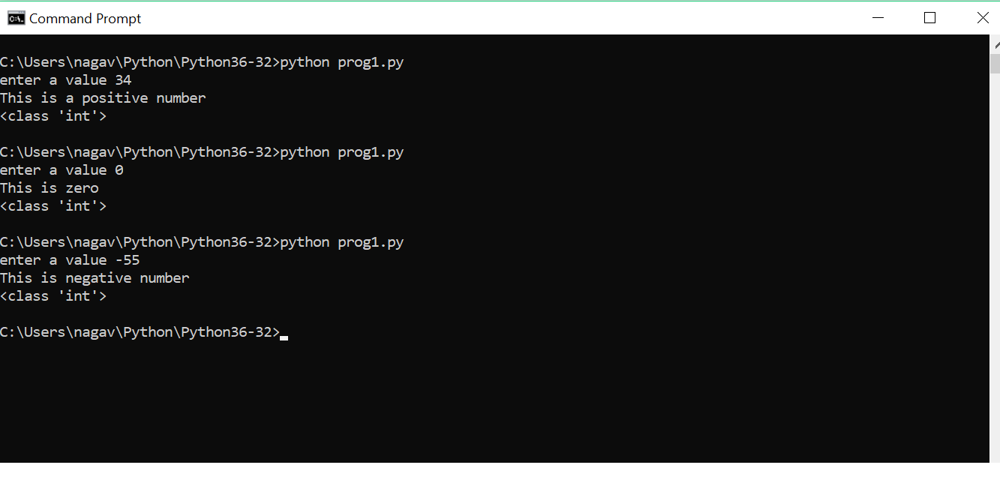 Command Prompt
C:\Users\nagav\Python\Python36-32>python prog1.py
enter a value 34
This is a positive number
<class 'int'>
C:\Users\nagav\Python\Python36-32>python prog1.py
enter a value 0
This is zero
<class 'int'>
C:\Users\nagav\Python\Python36-32>python prog1.py
enter a value -55
This is negative number
<class 'int'>
C:\Users\nagav\Python\Python36-32>